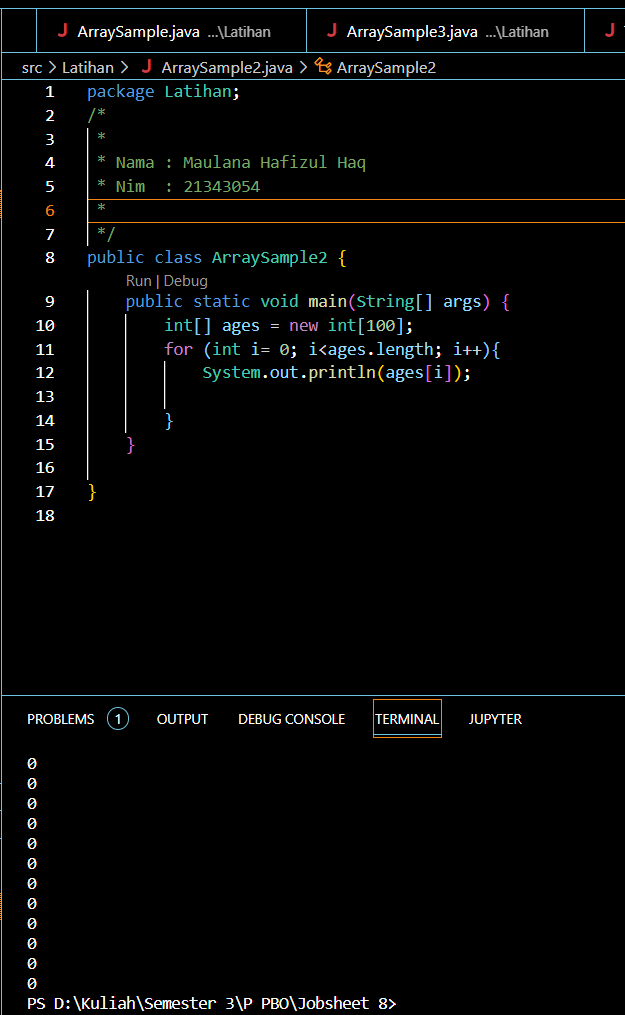 J ArraySample.java ...\Latihan J ArraySample3.java ...\Latihan J
src > Latihan > J ArraySample2.java > ArraySample2
1 package Latihan;
2 /*
3 *
4 * Nama : Maulana Hafizul Haq
5 * Nim : 21343054
6 *
7 */
8 public class ArraySample2 {
Run | Debug
9 public static void main(String[] args) {
10 int[] ages = new int[100];
11 for (int i= 0; i<ages.length; i++){
12 System.out.println(ages[i]);
13
14 }
15 }
16
17 }
18
PROBLEMS 1 OUTPUT DEBUG CONSOLE TERMINAL JUPYTER
0
0
0
0
0
0
0
0
0
0
0
0
PS D:\Kuliah\Semester 3\P PBO\Jobsheet 8>